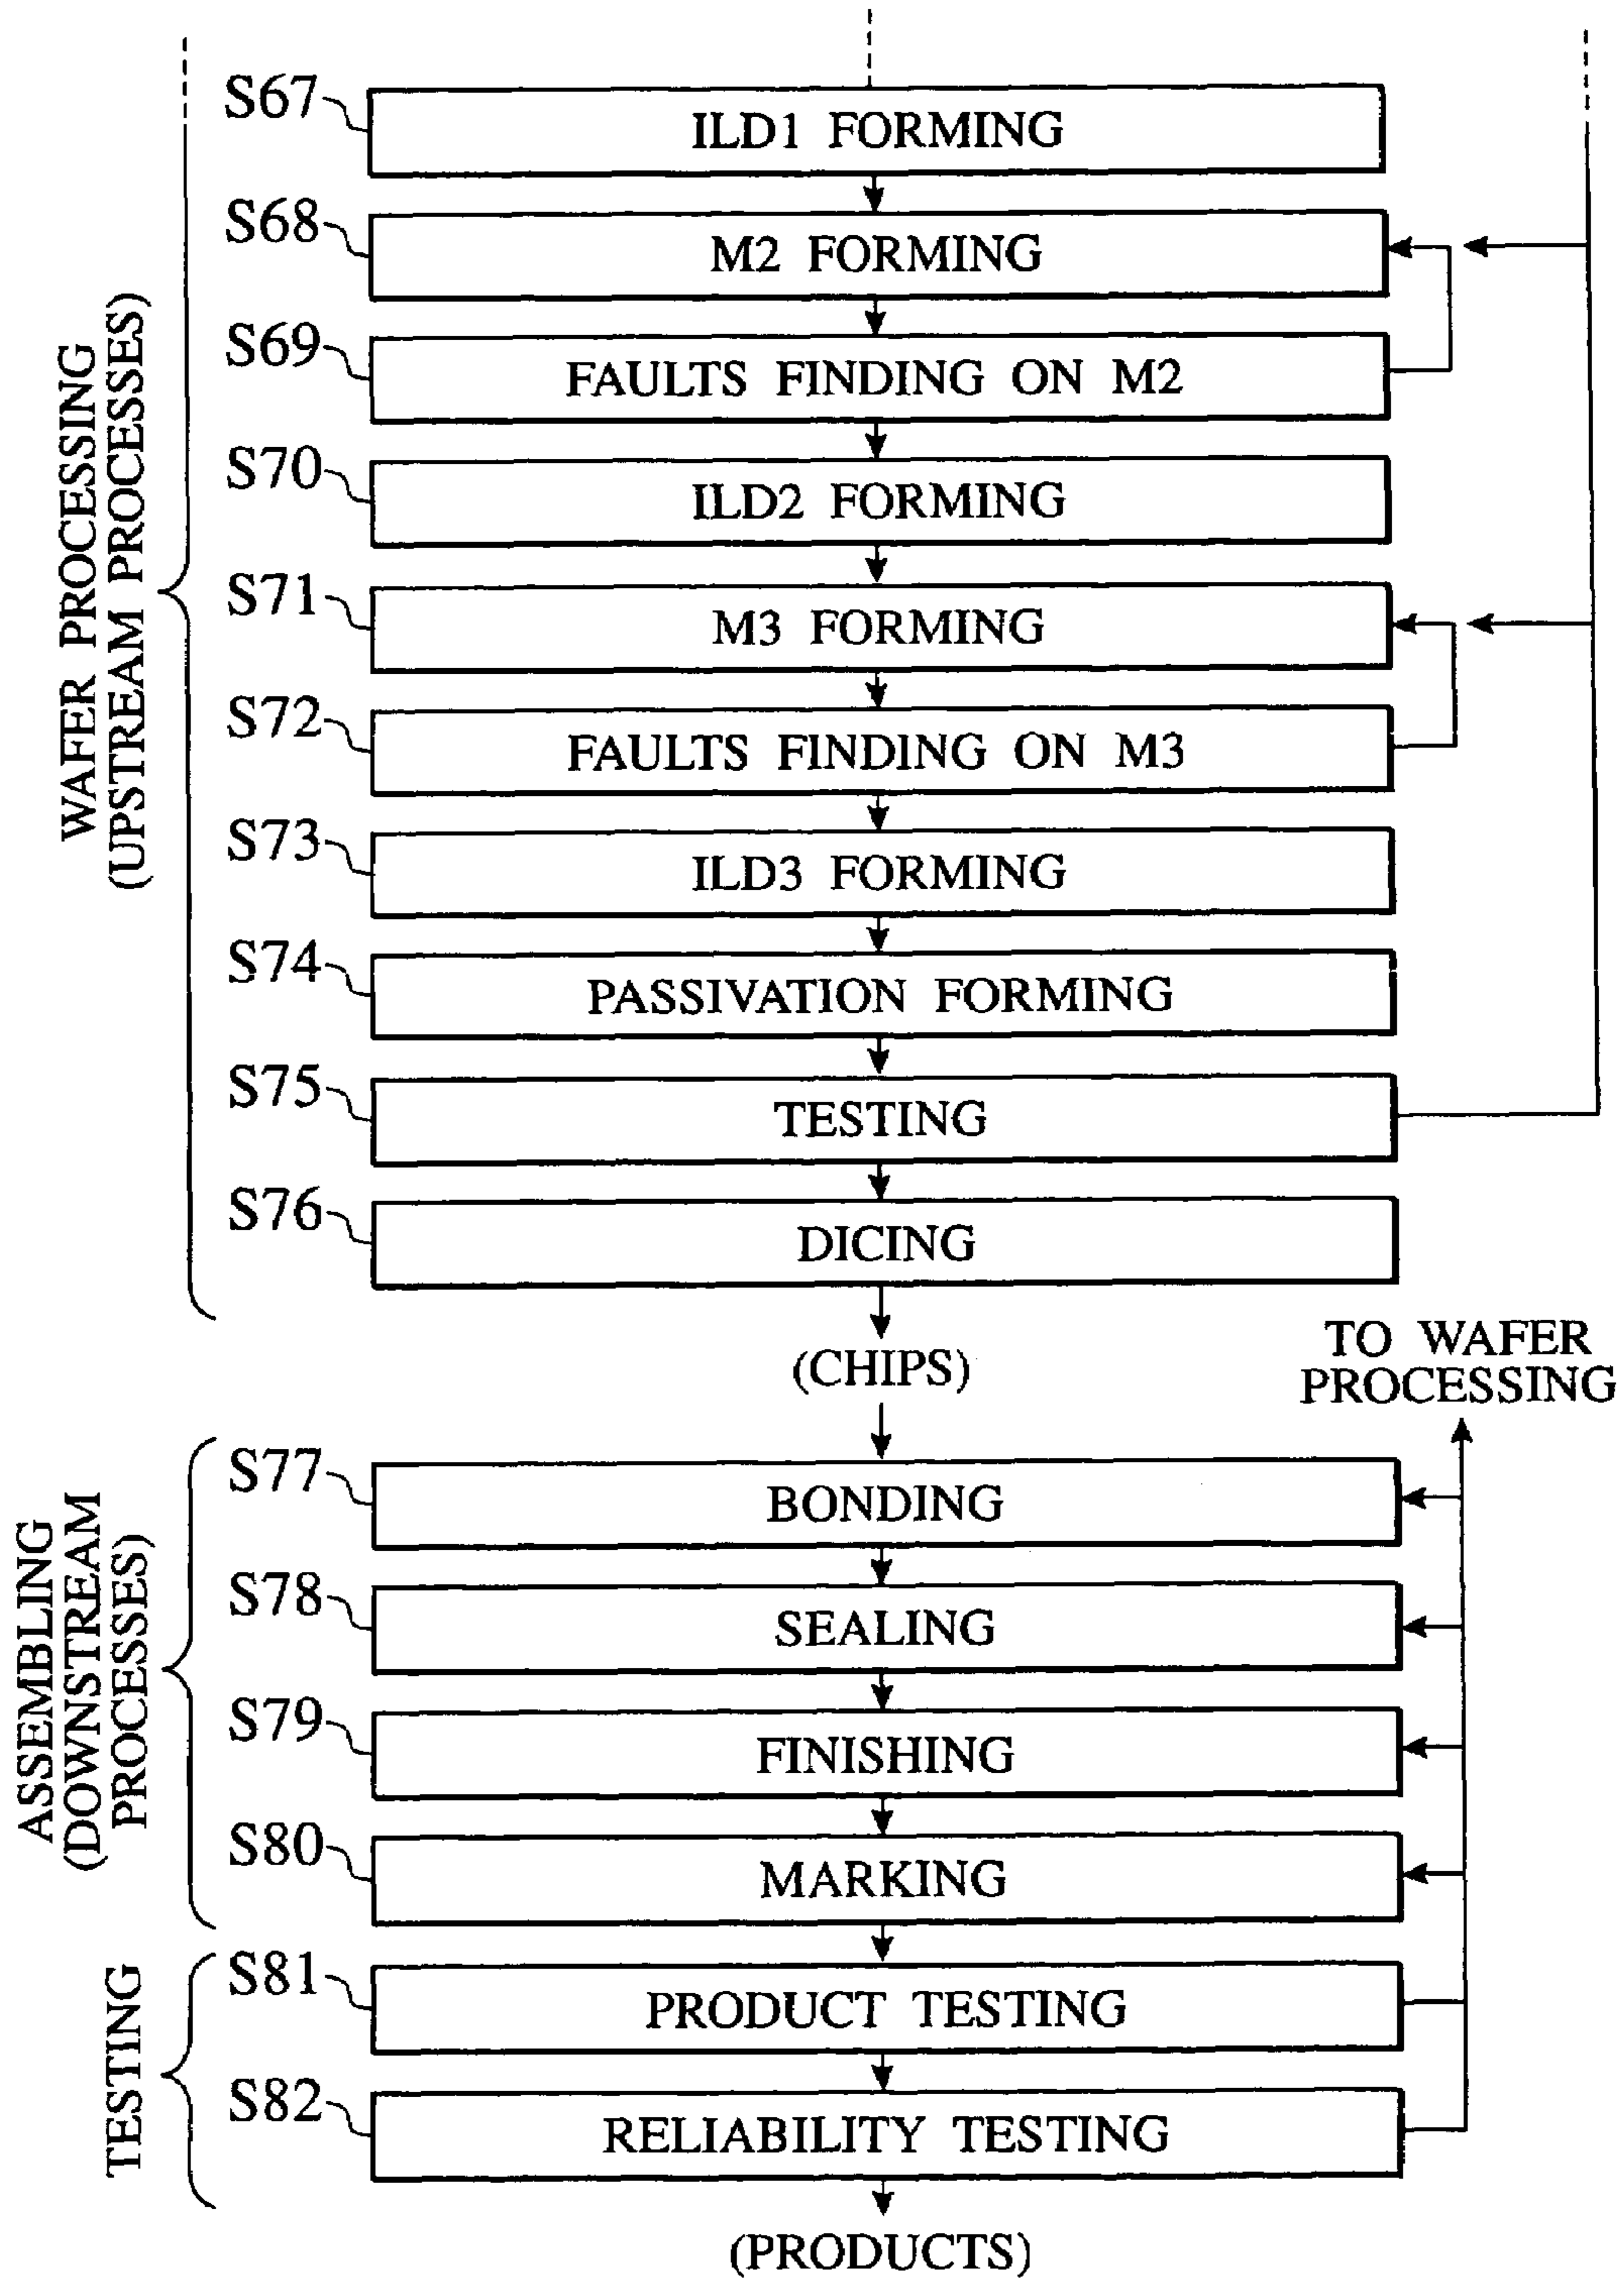 S67
ILD1 FORMING
S68
M2 FORMING
S69
FAULTS FINDING ON M2
S70
ILD2 FORMING
S71
M3 FORMING
S72
FAULTS FINDING ON M3
S73
ILD3 FORMING
S74
PASSIVATION FORMING
S75
TESTING
S76
DICING
WAFER PROCESSING
(UPSTREAM PROCESSES)
(CHIPS)
TO WAFER
PROCESSING
S77
BONDING
S78
SEALING
S79
FINISHING
S80
MARKING
ASSEMBLING
(DOWNSTREAM
PROCESSES)
S81
PRODUCT TESTING
S82
RELIABILITY TESTING
TESTING
(PRODUCTS)